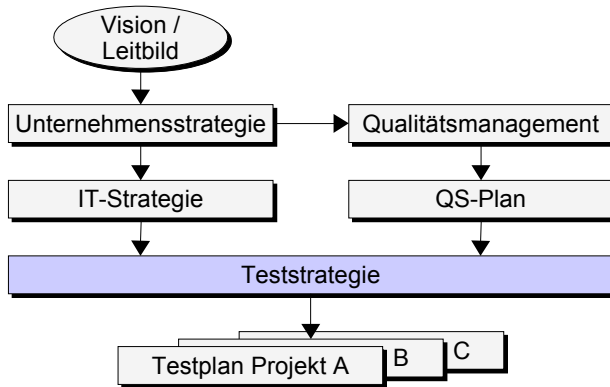 Vision /
Leitbild
Unternehmensstrategie
Qualitätsmanagement
IT-Strategie
QS-Plan
Teststrategie
C
B
Testplan Projekt A